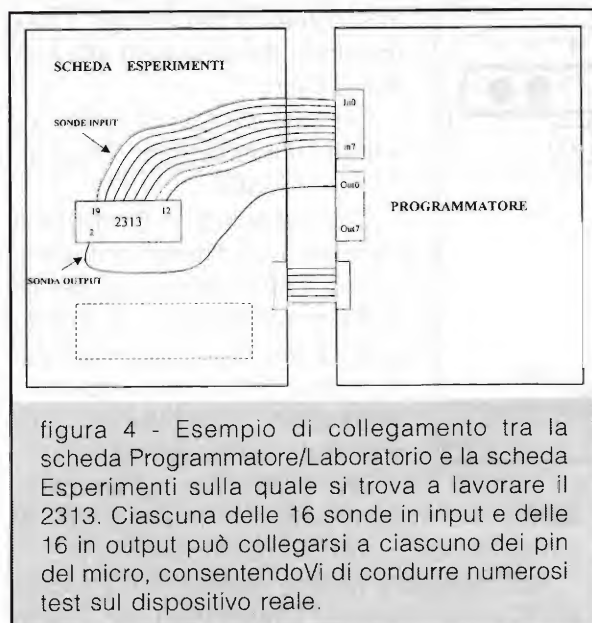 SCHEDA ESPERIMENTI
SONDE INPUT
19
12
2313
2
SONDA OUTPUT
In0
In7
Out0
Out7
PROGRAMMATORE
figura 4 - Esempio di collegamento tra la
scheda Programmatore/Laboratorio e la scheda
Esperimenti sulla quale si trova a lavorare il
2313. Ciascuna delle 16 sonde in input e delle
16 in output può collegarsi a ciascuno dei pin
del micro, consentendoVi di condurre numerosi
test sul dispositivo reale.